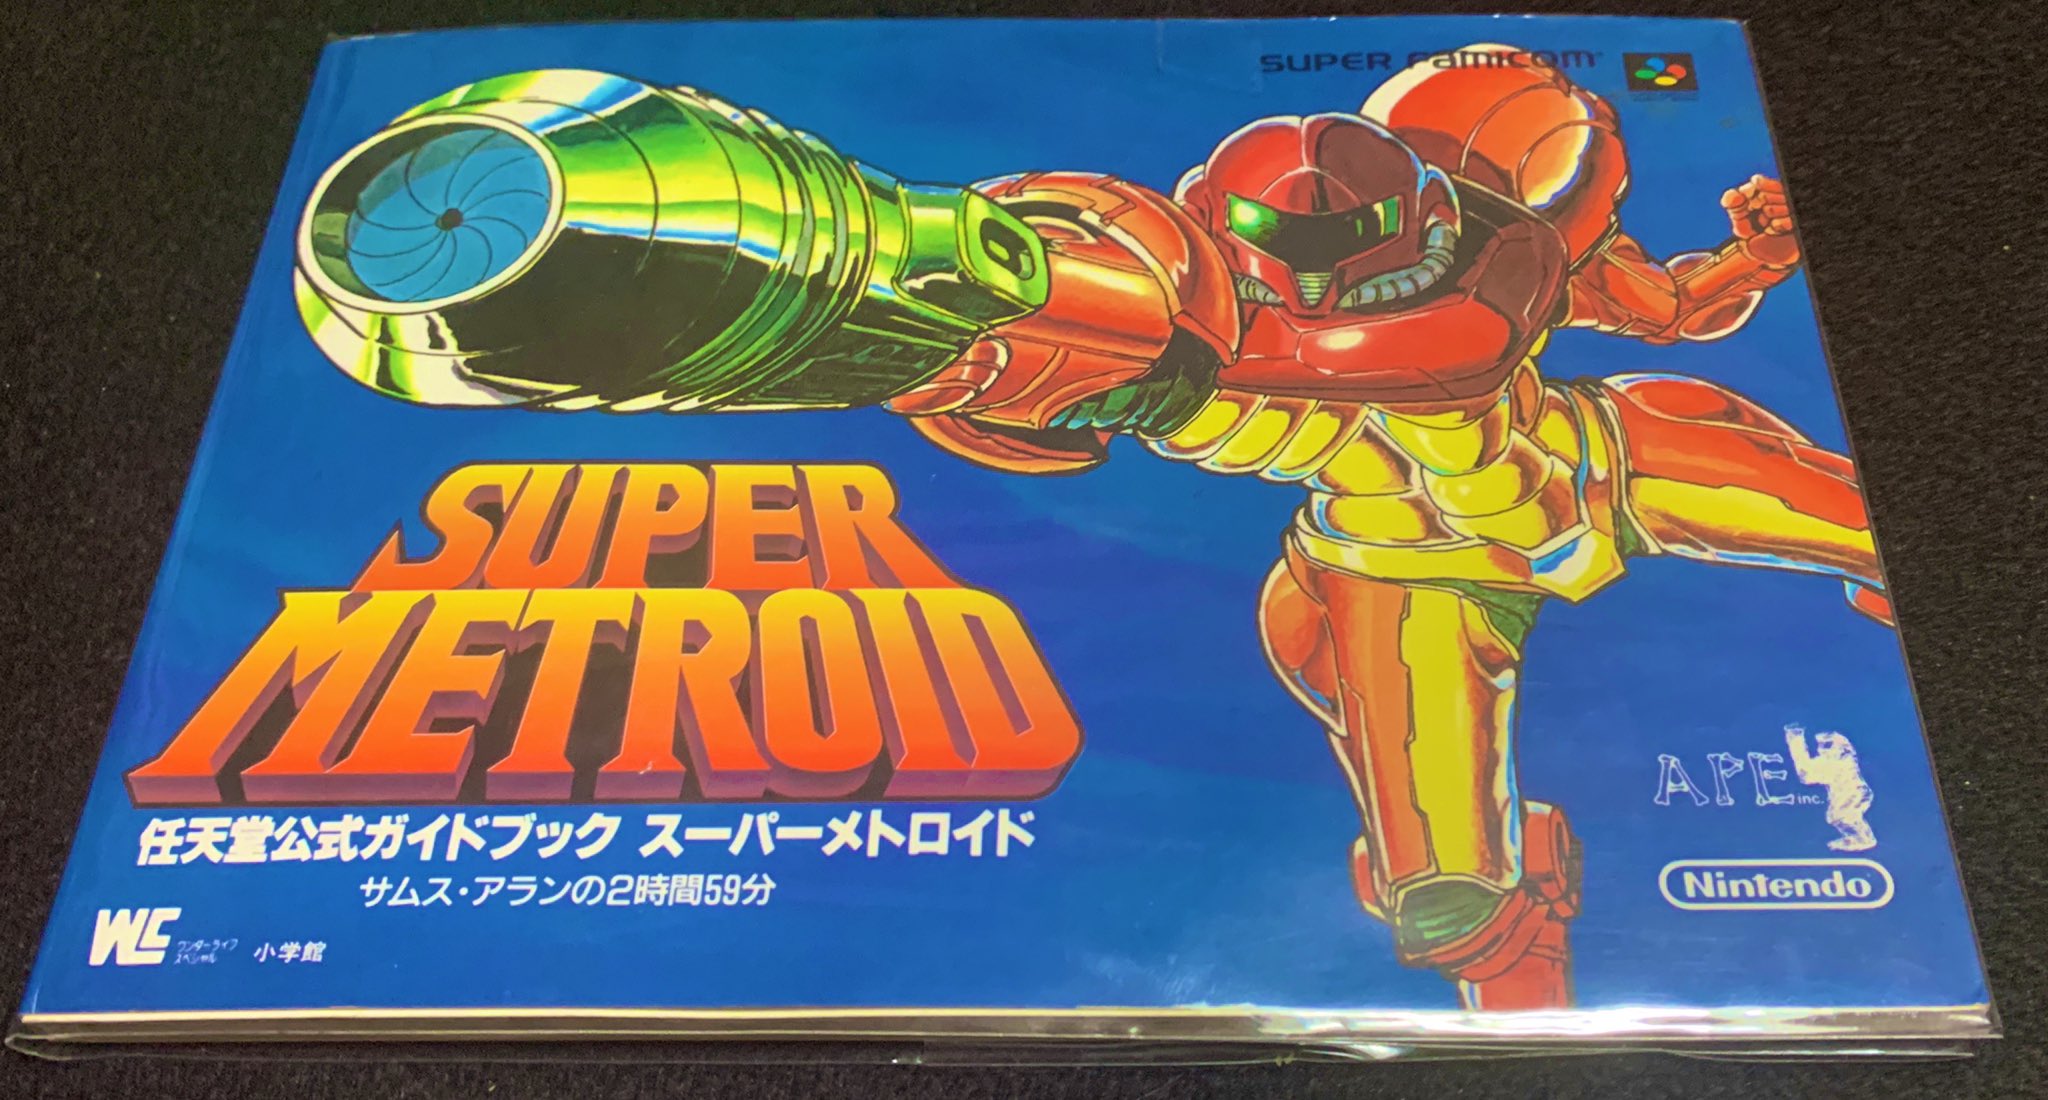 SUPER FAMICOM
SUPER
METROID
任天堂公式ガイドブック スーパーメトロイド
サムス・アランの2時間59分
APE inc.
Nintendo
WL ワンダーライフ
スペシャル
小学館